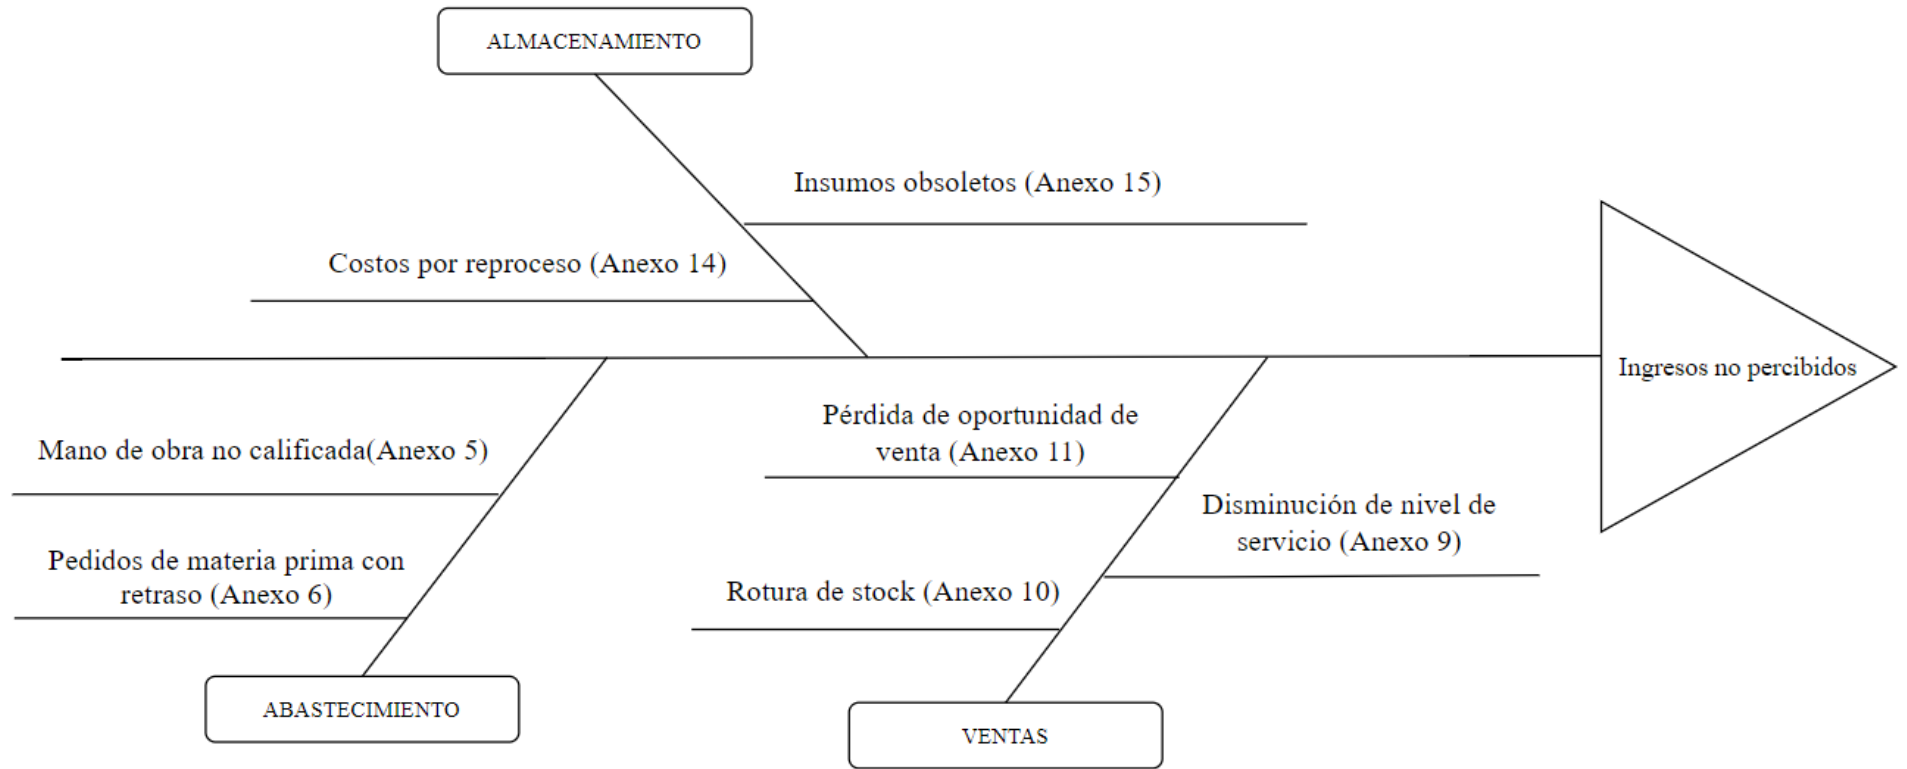 ALMACENAMIENTO
Insumos obsoletos (Anexo 15)
Costos por reproceso (Anexo 14)
Ingresos no percibidos
Mano de obra no calificada(Anexo 5)
Pedidos de materia prima con
retraso (Anexo 6)
Pérdida de oportunidad de
venta (Anexo 11)
Disminución de nivel de
servicio (Anexo 9)
Rotura de stock (Anexo 10)
ABASTECIMIENTO
VENTAS